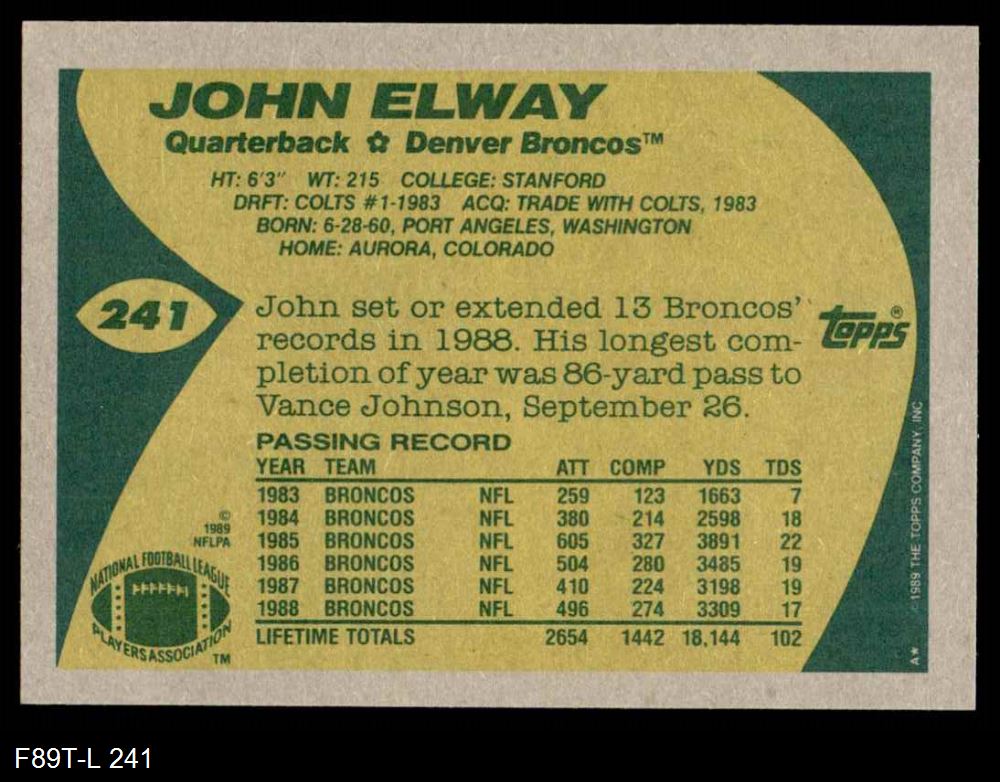 JOHN ELWAY
Quarterback ✿ Denver Broncos™
HT: 6'3" WT: 215 COLLEGE: STANFORD
DRFT: COLTS #1-1983 ACQ: TRADE WITH COLTS, 1983
BORN: 6-28-60, PORT ANGELES, WASHINGTON
HOME: AURORA, COLORADO
241
John set or extended 13 Broncos'
records in 1988. His longest com-
pletion of year was 86-yard pass to
Vance Johnson, September 26.
topps®
PASSING RECORD
YEAR TEAM ATT COMP YDS TDS
1983 BRONCOS NFL 259 123 1663 7
1984 BRONCOS NFL 380 214 2598 18
1985 BRONCOS NFL 605 327 3891 22
1986 BRONCOS NFL 504 280 3485 19
1987 BRONCOS NFL 410 224 3198 19
1988 BRONCOS NFL 496 274 3309 17
LIFETIME TOTALS 2654 1442 18,144 102
©
1989
NFLPA
NATIONAL FOOTBALL LEAGUE
PLAYERS ASSOCIATION
TM
A* ©1989 THE TOPPS COMPANY, INC
F89T-L 241